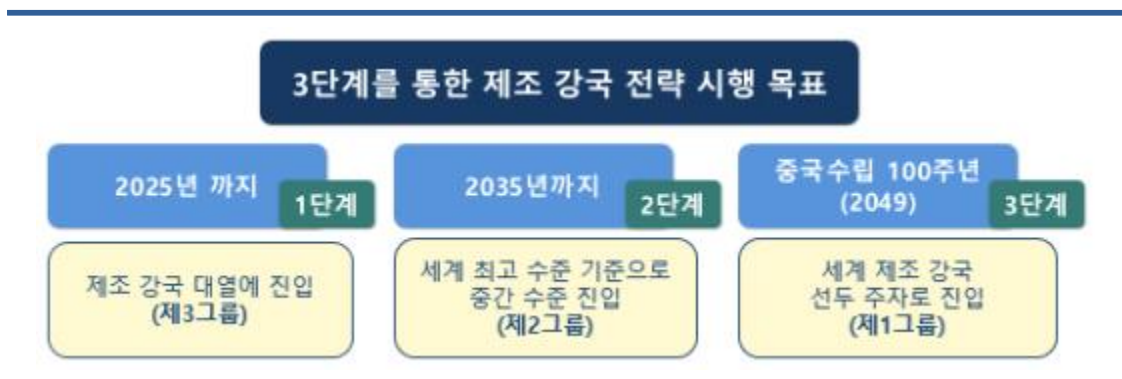 3단계를 통한 제조 강국 전략 시행 목표
2025년 까지
1단계
제조 강국 대열에 진입
(제3그룹)
2035년까지
2단계
세계 최고 수준 기준으로
중간 수준 진입
(제2그룹)
중국수립 100주년
(2049)
3단계
세계 제조 강국
선두 주자로 진입
(제1그룹)